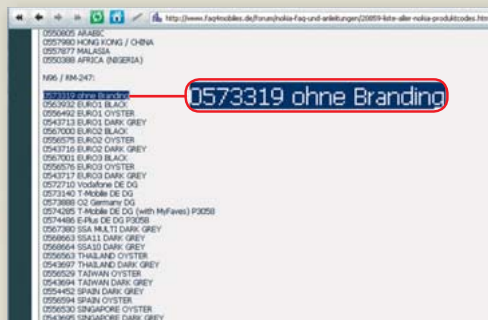 http://www.faq4mobiles.de/forum/nokia-faq-und-anleitungen/20859-liste-aller-nokia-produktcodes.htm
0550805 ARABIC
0557980 HONG KONG / CHINA
0557877 MALASIA
0550388 AFRICA (NIGERIA)
N96 / RM-247:
0573319 ohne Branding
0573319 ohne Branding
0563932 EURO1 BLACK
0556492 EURO1 OYSTER
0543713 EURO1 DARK GREY
0567000 EURO2 BLACK
0556575 EURO2 OYSTER
0543716 EURO2 DARK GREY
0567001 EURO3 BLACK
0556576 EURO3 OYSTER
0543717 EURO3 DARK GREY
0572710 Vodafone DE DG
0573140 T-Mobile DE DG
0573888 O2 Germany DG
0574285 T-Mobile DE DG (with MyFaves) P3058
0574486 E-Plus DE DG P3058
0567380 SSA MULTI DARK GREY
0568663 SSA11 DARK GREY
0568664 SSA10 DARK GREY
0556563 THAILAND OYSTER
0543697 THAILAND DARK GREY
0556529 TAIWAN OYSTER
0543694 TAIWAN DARK GREY
0554452 SPAIN DARK GREY
0556594 SPAIN OYSTER
0556530 SINGAPORE OYSTER
0543695 SINGAPORE DARK GREY